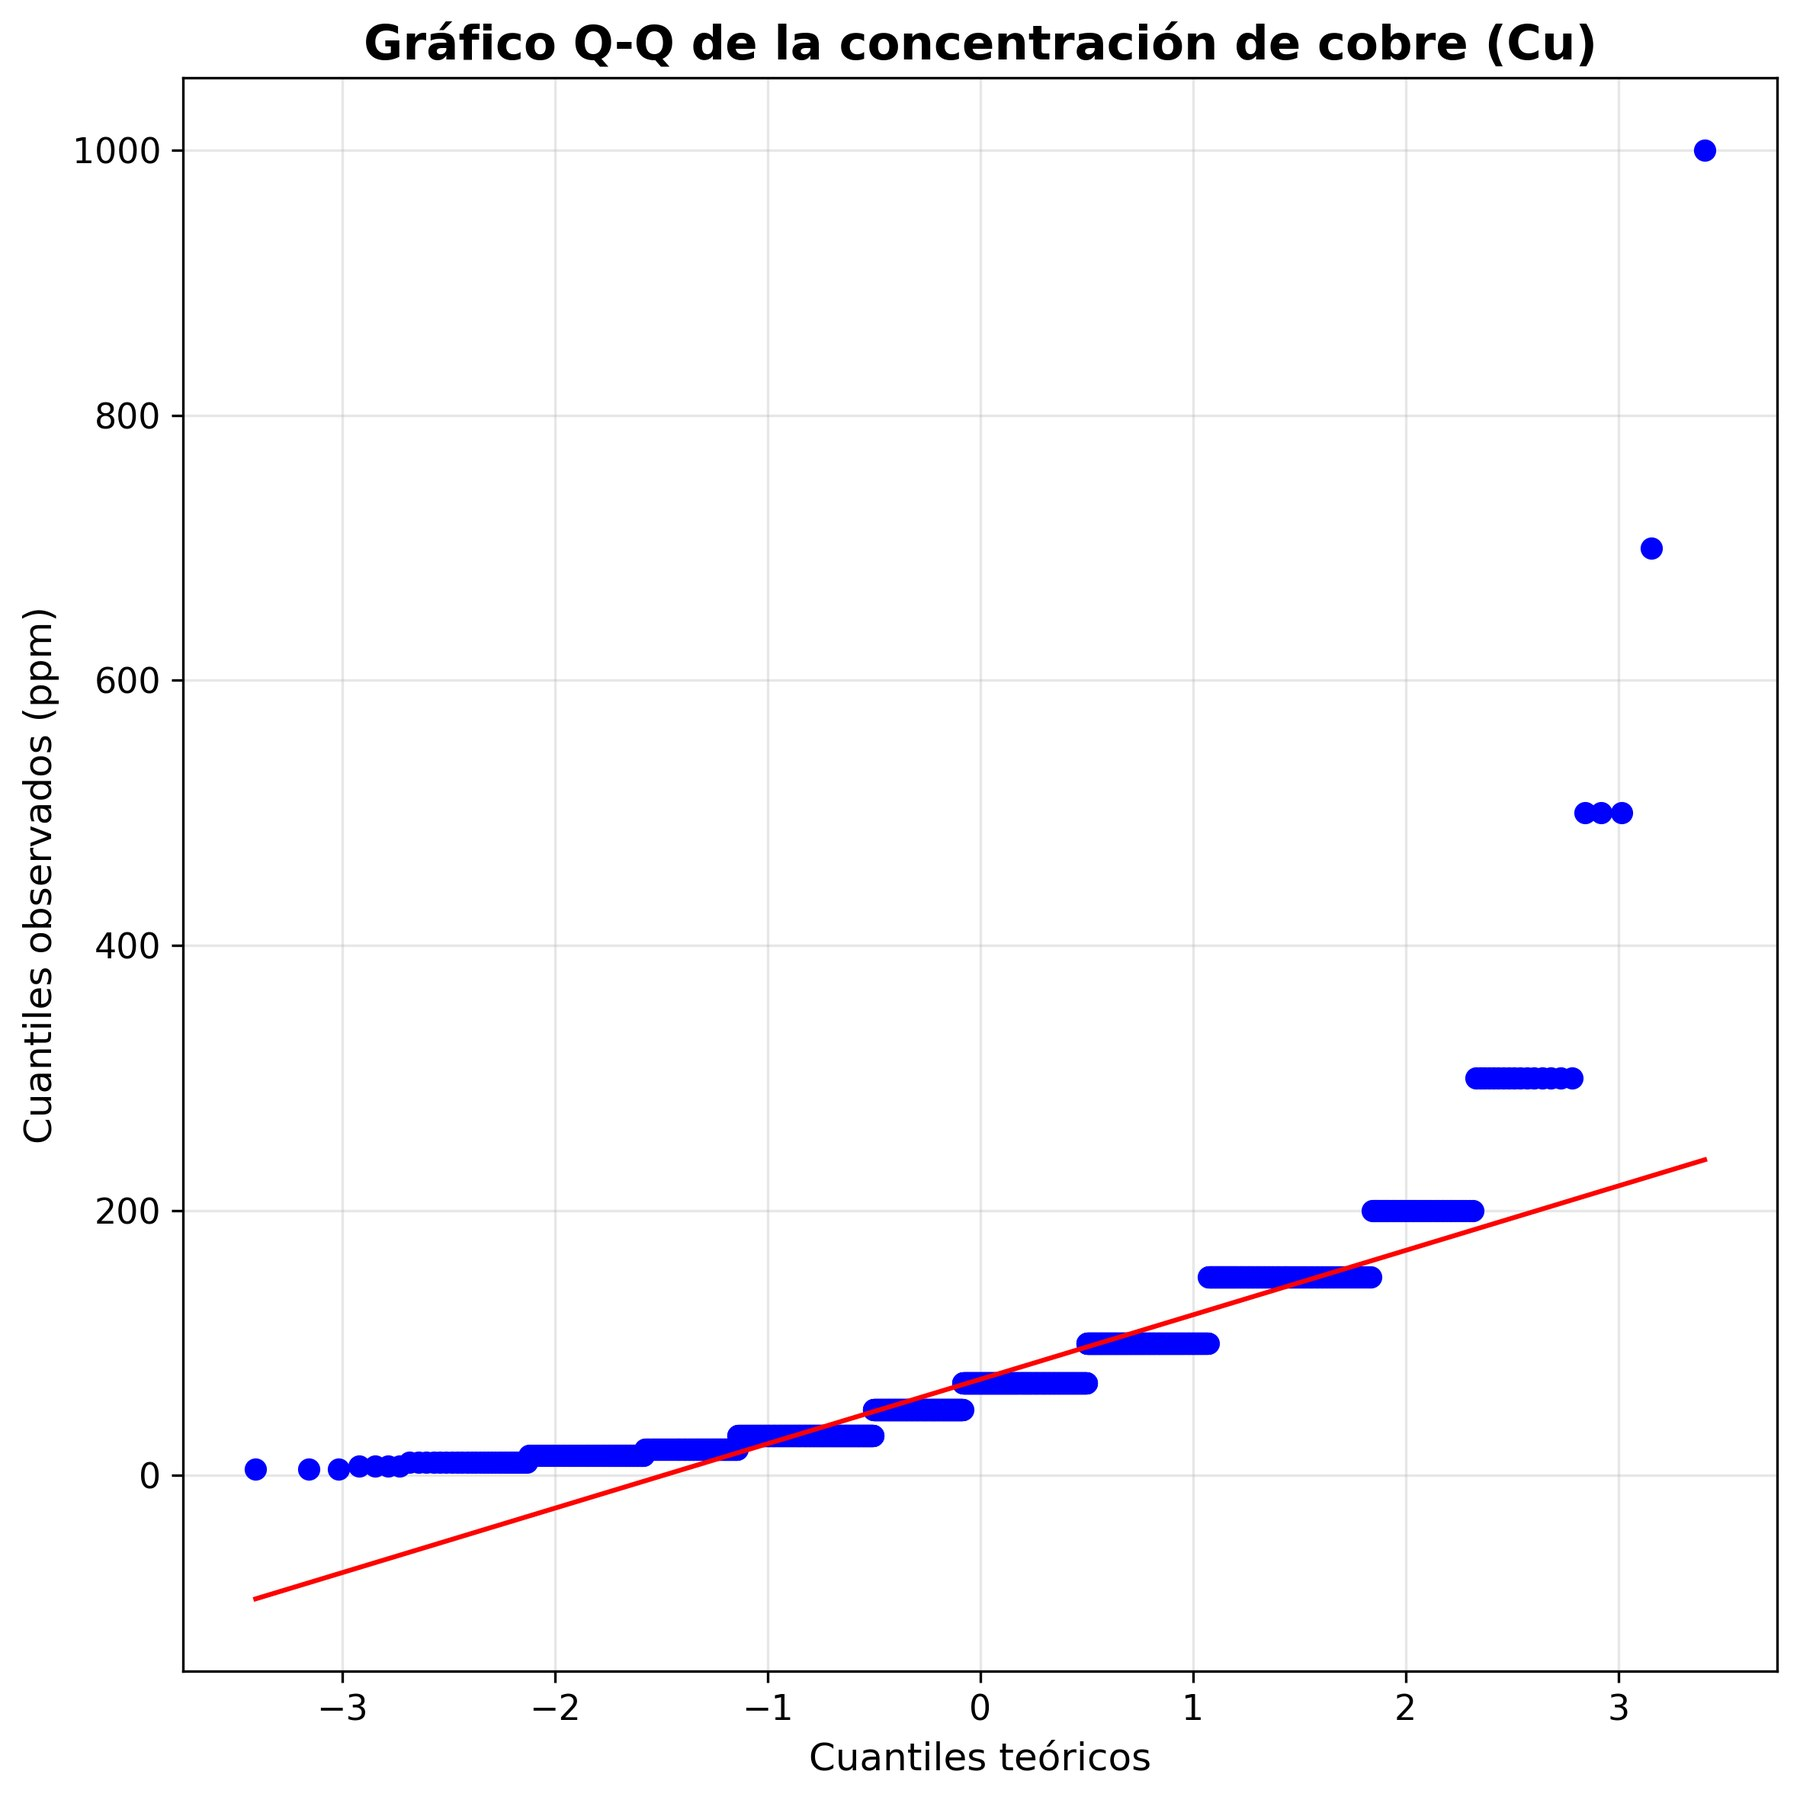 Gráfico Q-Q de la concentración de cobre (Cu)
Cuantiles observados (ppm)
1000
800
600
400
200
0
−3 −2 −1 0 1 2 3
Cuantiles teóricos